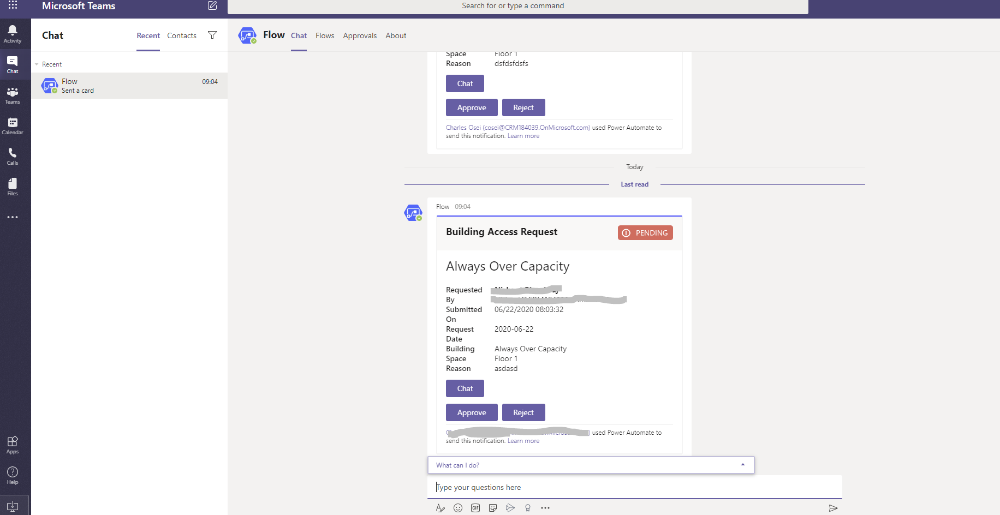 Microsoft Teams
Search for or type a command
Activity
Chat
Teams
Calendar
Calls
Files
Apps
Help
Chat
Recent Contacts
Recent
Flow 09:04
Sent a card
Flow Chat Flows Approvals About
Space Floor 1
Reason dsfdsfdsfs
Chat
Approve Reject
Charles Osei (cosei@CRM184039.OnMicrosoft.com) used Power Automate to
send this notification. Learn more
Today
Last read
Flow 09:04
Building Access Request PENDING
Always Over Capacity
Requested
By
Submitted 06/22/2020 08:03:32
On
Request 2020-06-22
Date
Building Always Over Capacity
Space Floor 1
Reason asdasd
Chat
Approve Reject
used Power Automate to
send this notification. Learn more
What can I do?
Type your questions here
GIF